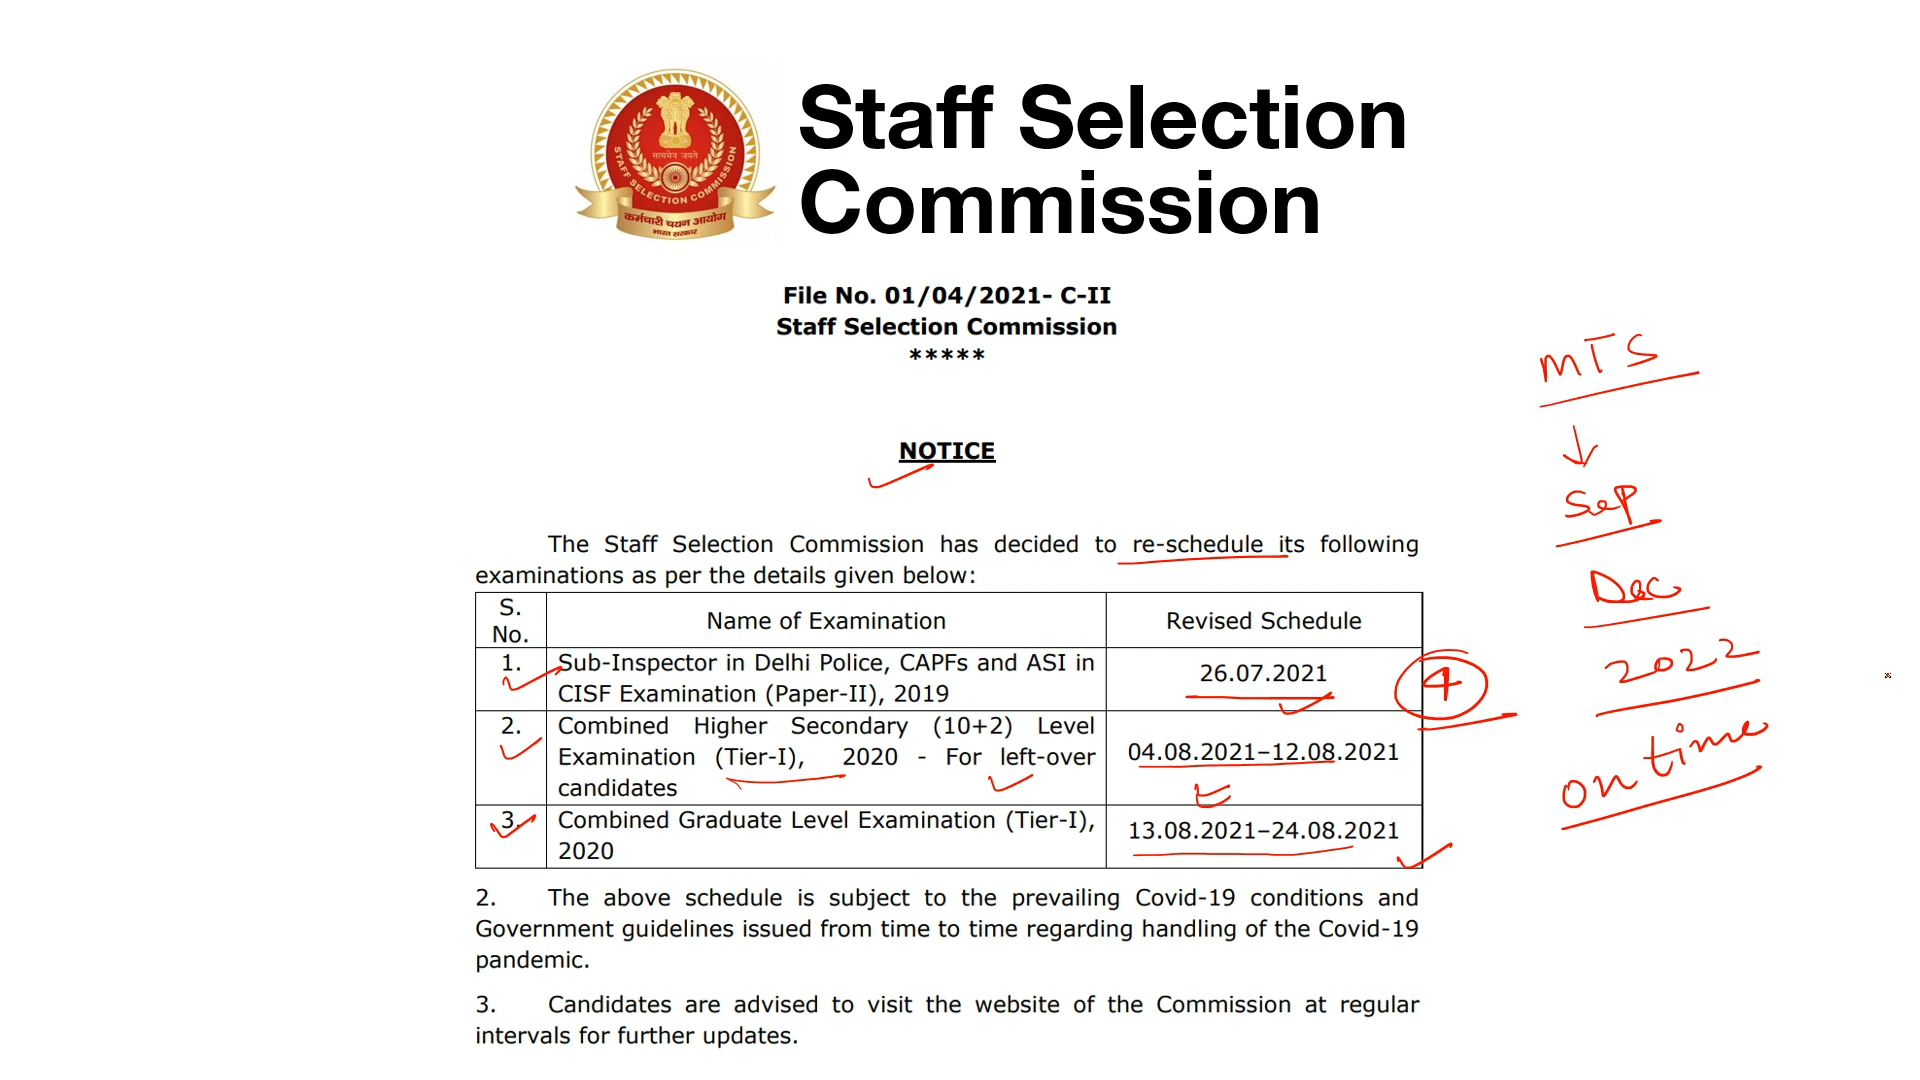 Staff Selection
Commission
सत्यमेव जयते
STAFF SELECTION COMMISSION
कर्मचारी चयन आयोग
भारत सरकार
File No. 01/04/2021- C-II
Staff Selection Commission
*****
NOTICE
The Staff Selection Commission has decided to re-schedule its following
examinations as per the details given below:
S. No. Name of Examination Revised Schedule
1. Sub-Inspector in Delhi Police, CAPFs and ASI in 26.07.2021
CISF Examination (Paper-II), 2019
2. Combined Higher Secondary (10+2) Level
Examination (Tier-I), 2020 - For left-over 04.08.2021–12.08.2021
candidates
3. Combined Graduate Level Examination (Tier-I), 13.08.2021–24.08.2021
2020
2. The above schedule is subject to the prevailing Covid-19 conditions and
Government guidelines issued from time to time regarding handling of the Covid-19
pandemic.
3. Candidates are advised to visit the website of the Commission at regular
intervals for further updates.
MTS
Sep
Dec
2022
on time